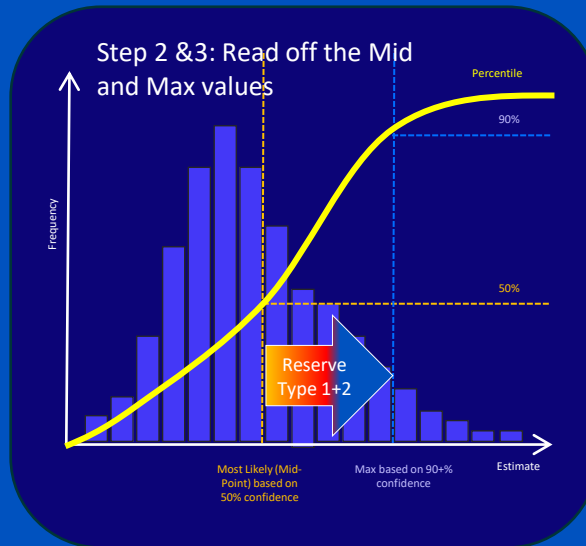 Step 2 &3: Read off the Mid
and Max values
Percentile
90%
Frequency
50%
Reserve
Type 1+2
Most Likely (Mid-
Point) based on
50% confidence
Max based on 90+%
confidence
Estimate